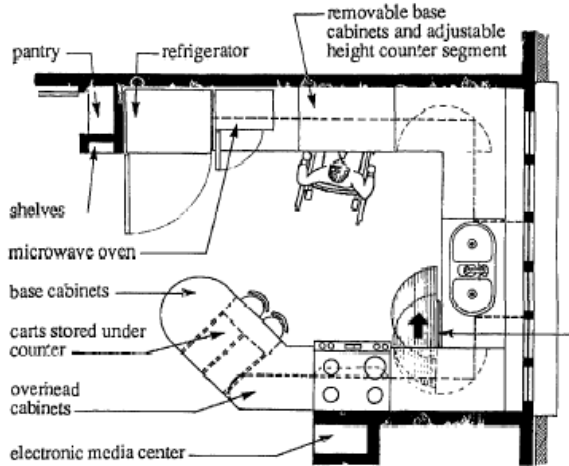 removable base
cabinets and adjustable
height counter segment
pantry
refrigerator
shelves
microwave oven
base cabinets
carts stored under
counter
overhead
cabinets
electronic media center